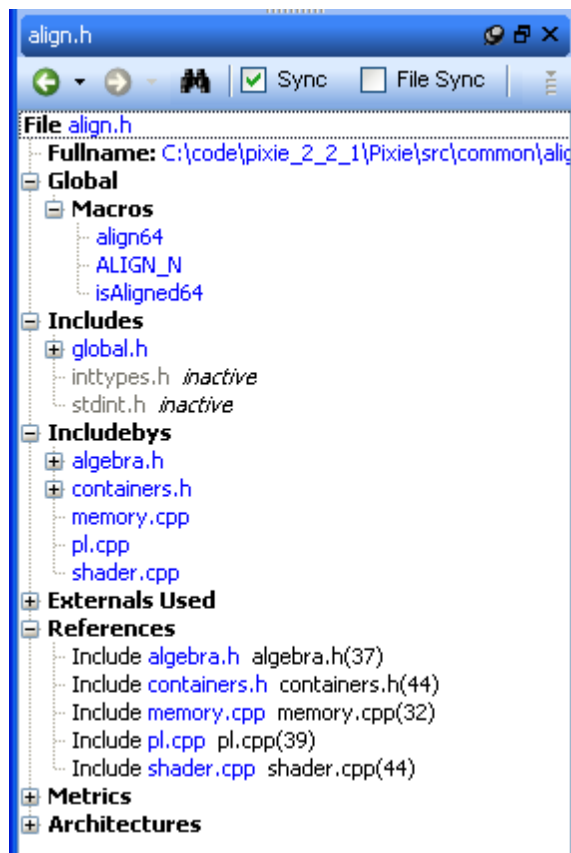 align.h
Sync File Sync
File align.h
Fullname: C:\code\pixie_2_2_1\Pixie\src\common\alig
Global
Macros
align64
ALIGN_N
isAligned64
Includes
global.h
inttypes.h inactive
stdint.h inactive
Includebys
algebra.h
containers.h
memory.cpp
pl.cpp
shader.cpp
Externals Used
References
Include algebra.h algebra.h(37)
Include containers.h containers.h(44)
Include memory.cpp memory.cpp(32)
Include pl.cpp pl.cpp(39)
Include shader.cpp shader.cpp(44)
Metrics
Architectures